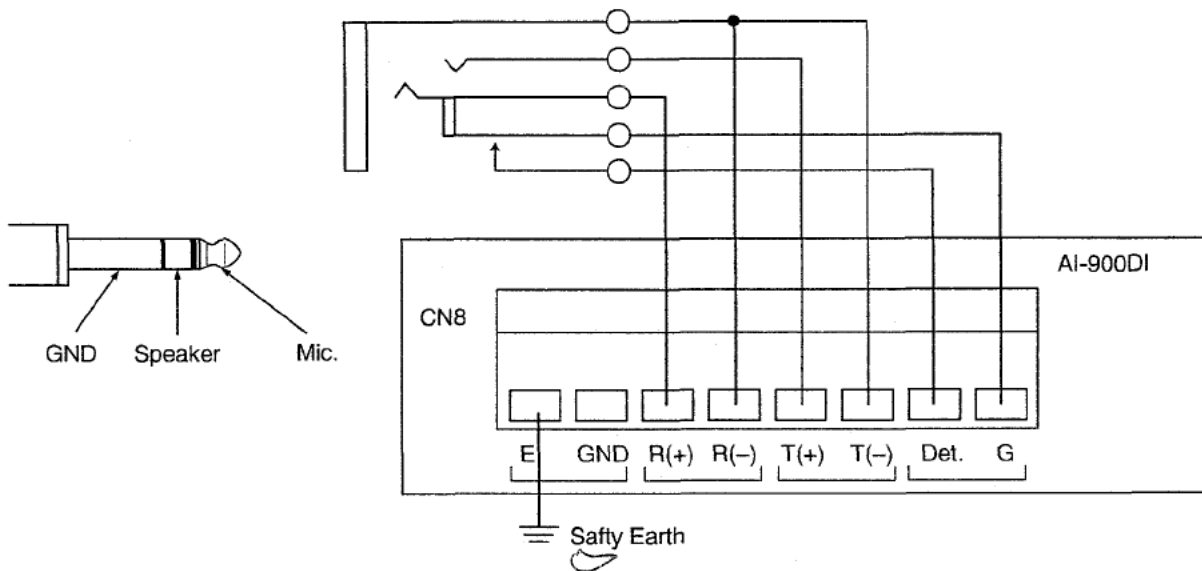 AI-900DI
CN8
GND Speaker Mic.
E GND R(+) R(–) T(+) T(–) Det. G
Safty Earth